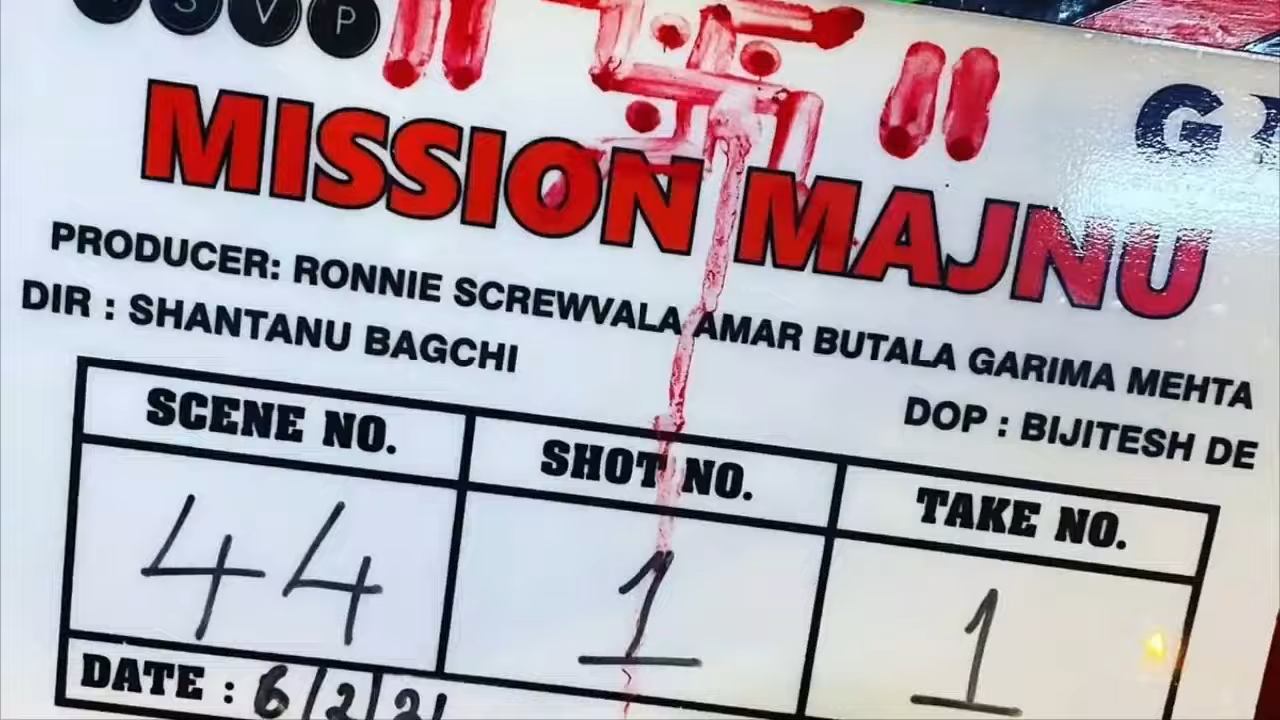 RSVP
MISSION MAJNU
PRODUCER: RONNIE SCREWVALA AMAR BUTALA GARIMA MEHTA
DIR : SHANTANU BAGCHI
DOP : BIJITESH DE
SCENE NO. SHOT NO. TAKE NO.
44 1 1
DATE : 6/2/21